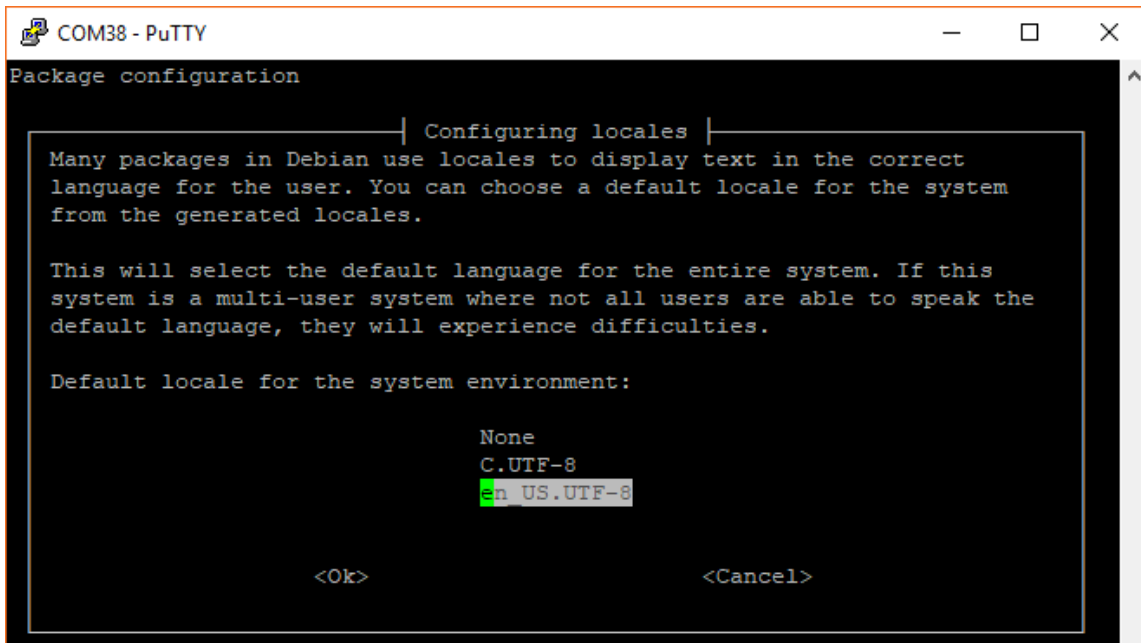 COM38 - PuTTY
Package configuration
Configuring locales
Many packages in Debian use locales to display text in the correct
language for the user. You can choose a default locale for the system
from the generated locales.
This will select the default language for the entire system. If this
system is a multi-user system where not all users are able to speak the
default language, they will experience difficulties.
Default locale for the system environment:
None
C.UTF-8
en_US.UTF-8
<Ok> <Cancel>